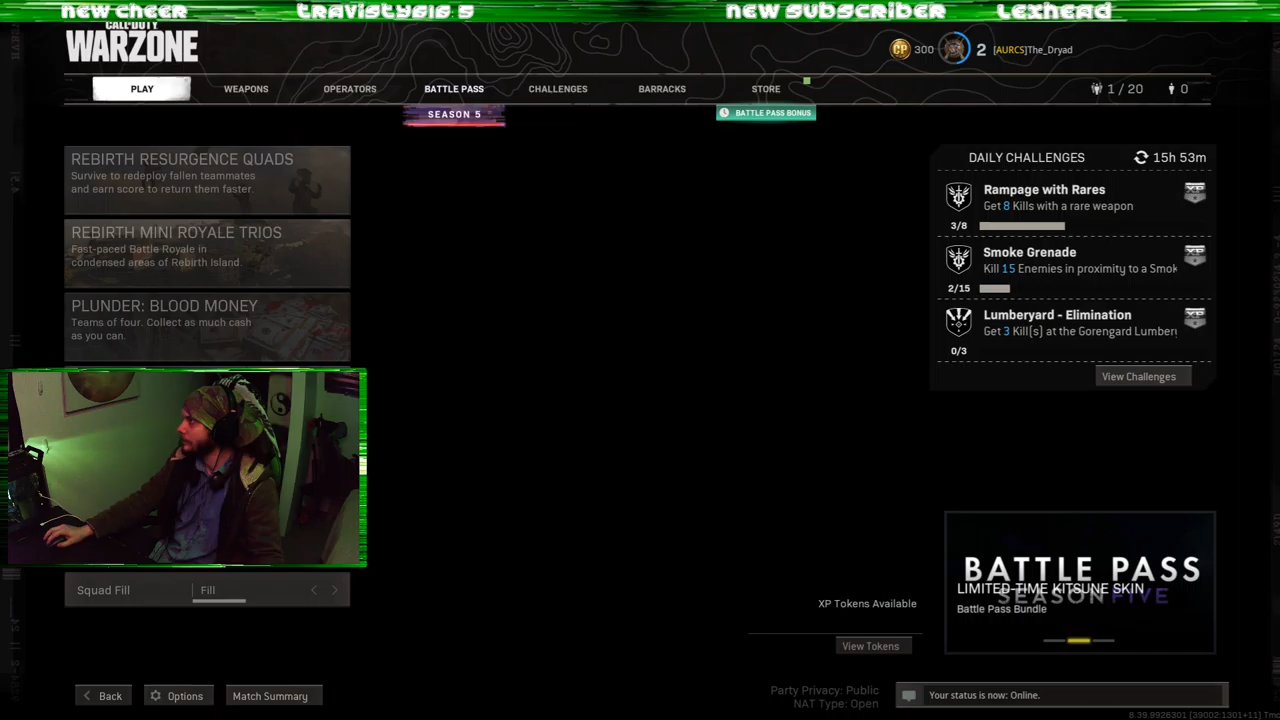 new cheer travistygis 5 new subscriber Lexhead
CALL OF DUTY
WARZONE
CP 300 2 [AURCS]The_Dryad
PLAY WEAPONS OPERATORS BATTLE PASS CHALLENGES BARRACKS STORE 1 / 20 0
SEASON 5 BATTLE PASS BONUS
REBIRTH RESURGENCE QUADS
Survive to redeploy fallen teammates
and earn score to return them faster.
REBIRTH MINI ROYALE TRIOS
Fast-paced Battle Royale in
condensed areas of Rebirth Island.
PLUNDER: BLOOD MONEY
Teams of four. Collect as much cash
as you can.
Squad Fill Fill
Back Options Match Summary
DAILY CHALLENGES 15h 53m
Rampage with Rares XP
Get 8 Kills with a rare weapon
3/8
Smoke Grenade XP
Kill 15 Enemies in proximity to a Smok
2/15
Lumberyard - Elimination XP
Get 3 Kill(s) at the Gorengard Lumbery
0/3
View Challenges
BATTLE PASS
LIMITED-TIME KITSUNE SKIN
SEASON FIVE
Battle Pass Bundle
XP Tokens Available
View Tokens
Party Privacy: Public
NAT Type: Open
Your status is now: Online.